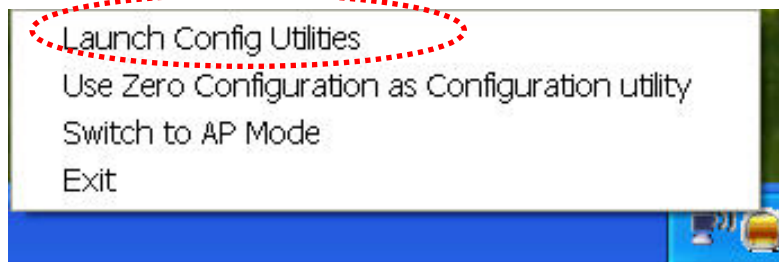 Launch Config Utilities
Use Zero Configuration as Configuration utility
Switch to AP Mode
Exit